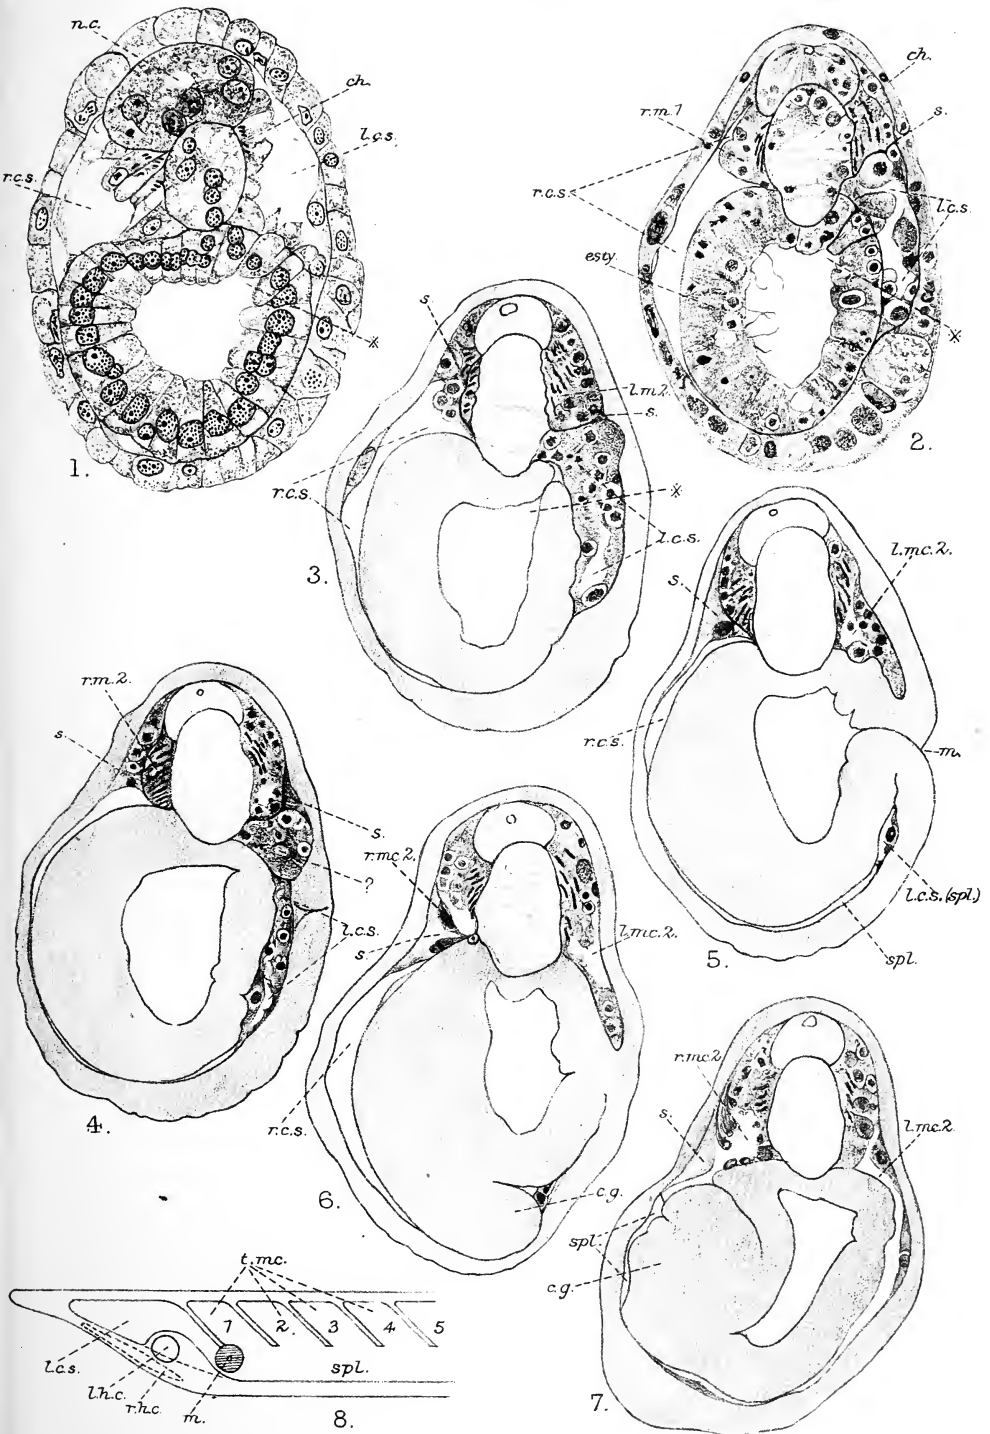 n.c.
ch.
l.c.s.
r.c.s.
1.
ch.
r.m.1
s.
r.c.s.
l.c.s.
esty.
2.
s.
l.m.2.
s.
r.c.s.
l.c.s.
3.
r.m.2.
s.
s.
?
l.c.s.
4.
l.mc.2.
s.
r.c.s.
m.
l.c.s.(spl.)
spl.
5.
r.mc.2.
s.
l.mc.2.
r.c.s.
c.g.
6.
r.mc.2
s.
l.mc.2.
spl.
c.g.
7.
t.mc.
1 2. 3 4 5
l.c.s.
l.h.c.
r.h.c.
m.
spl.
8.